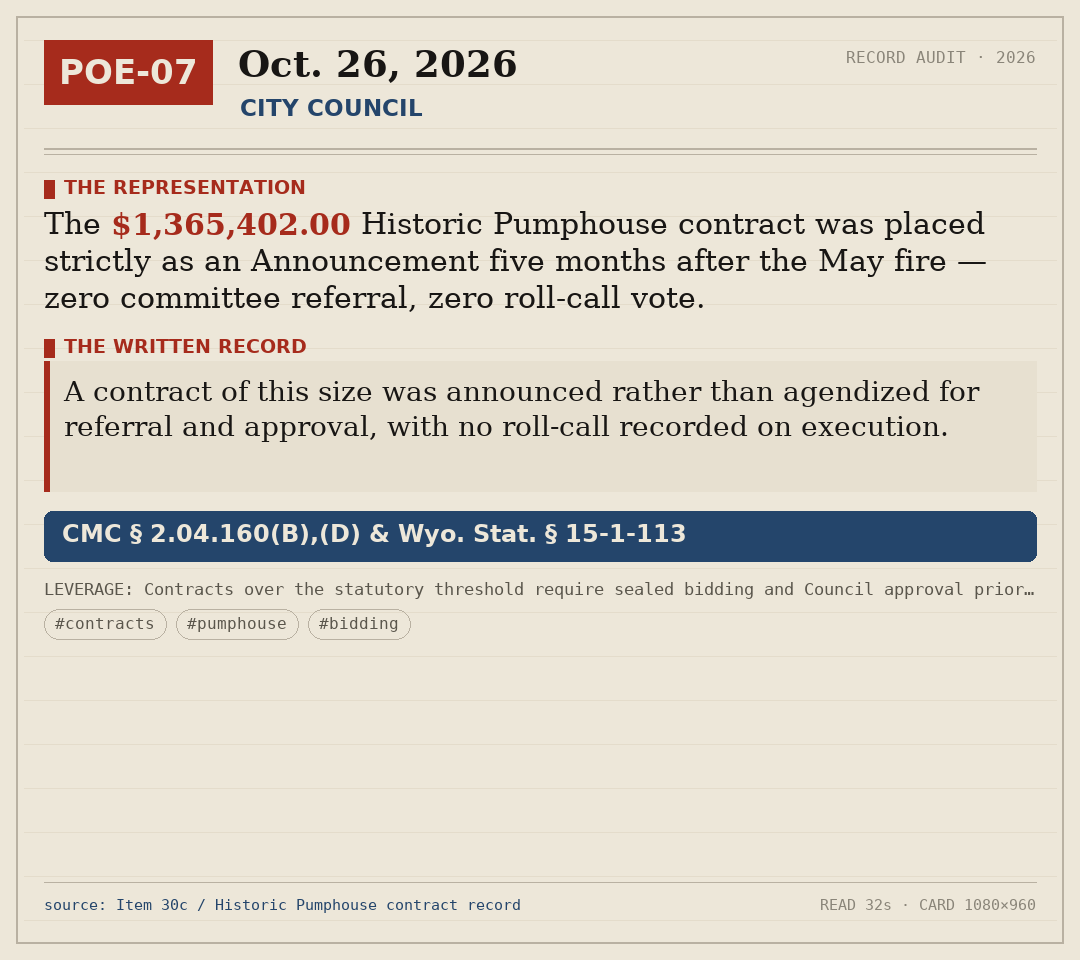 POE-07
Oct. 26, 2026
CITY COUNCIL
RECORD AUDIT · 2026
THE REPRESENTATION
The $1,365,402.00 Historic Pumphouse contract was placed
strictly as an Announcement five months after the May fire —
zero committee referral, zero roll-call vote.
THE WRITTEN RECORD
A contract of this size was announced rather than agendized for
referral and approval, with no roll-call recorded on execution.
CMC § 2.04.160(B),(D) & Wyo. Stat. § 15-1-113
LEVERAGE: Contracts over the statutory threshold require sealed bidding and Council approval prior…
#contracts #pumphouse #bidding
source: Item 30c / Historic Pumphouse contract record
READ 32s · CARD 1080×960